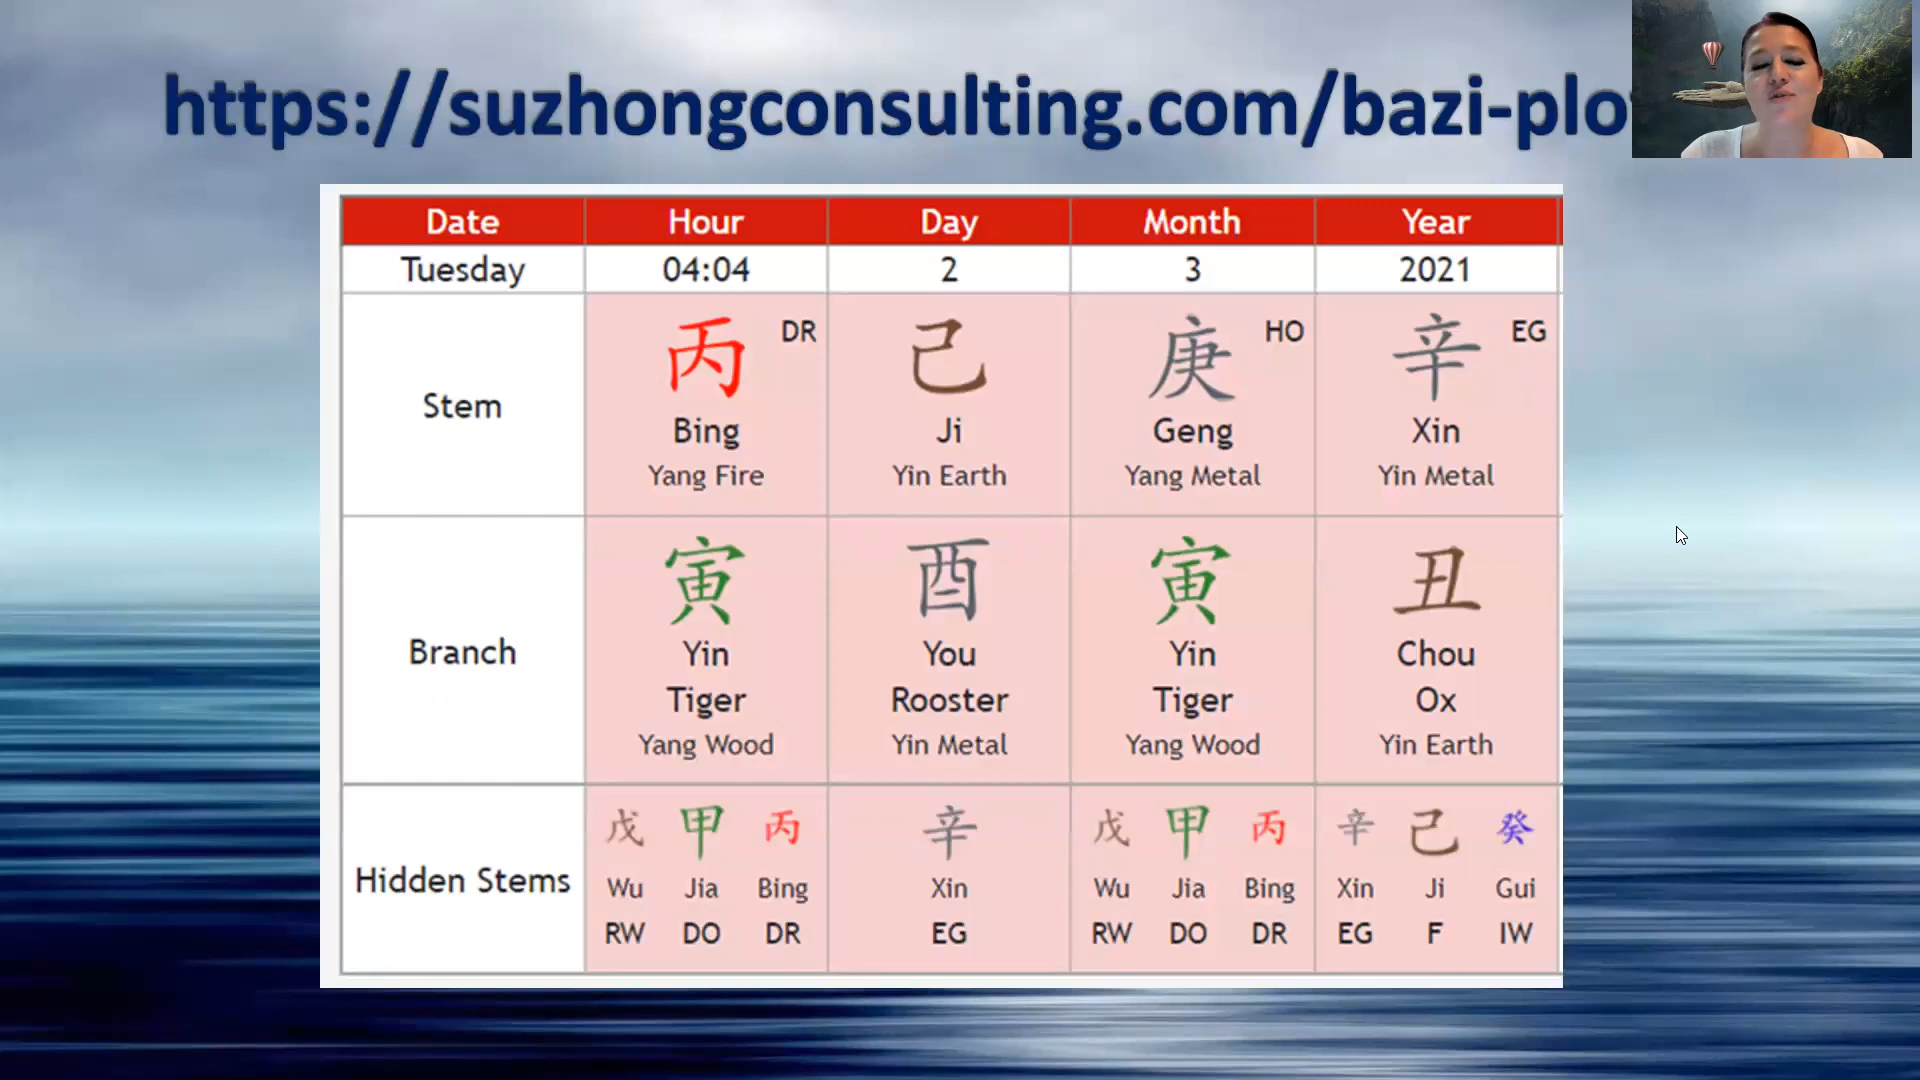 https://suzhongconsulting.com/bazi-plo
Date Hour Day Month Year
Tuesday 04:04 2 3 2021
Stem
丙 DR 己 庚 HO 辛 EG
Bing Ji Geng Xin
Yang Fire Yin Earth Yang Metal Yin Metal
Branch
寅 酉 寅 丑
Yin You Yin Chou
Tiger Rooster Tiger Ox
Yang Wood Yin Metal Yang Wood Yin Earth
Hidden Stems
戊 甲 丙 辛 戊 甲 丙 辛 己 癸
Wu Jia Bing Xin Wu Jia Bing Xin Ji Gui
RW DO DR EG RW DO DR EG F IW